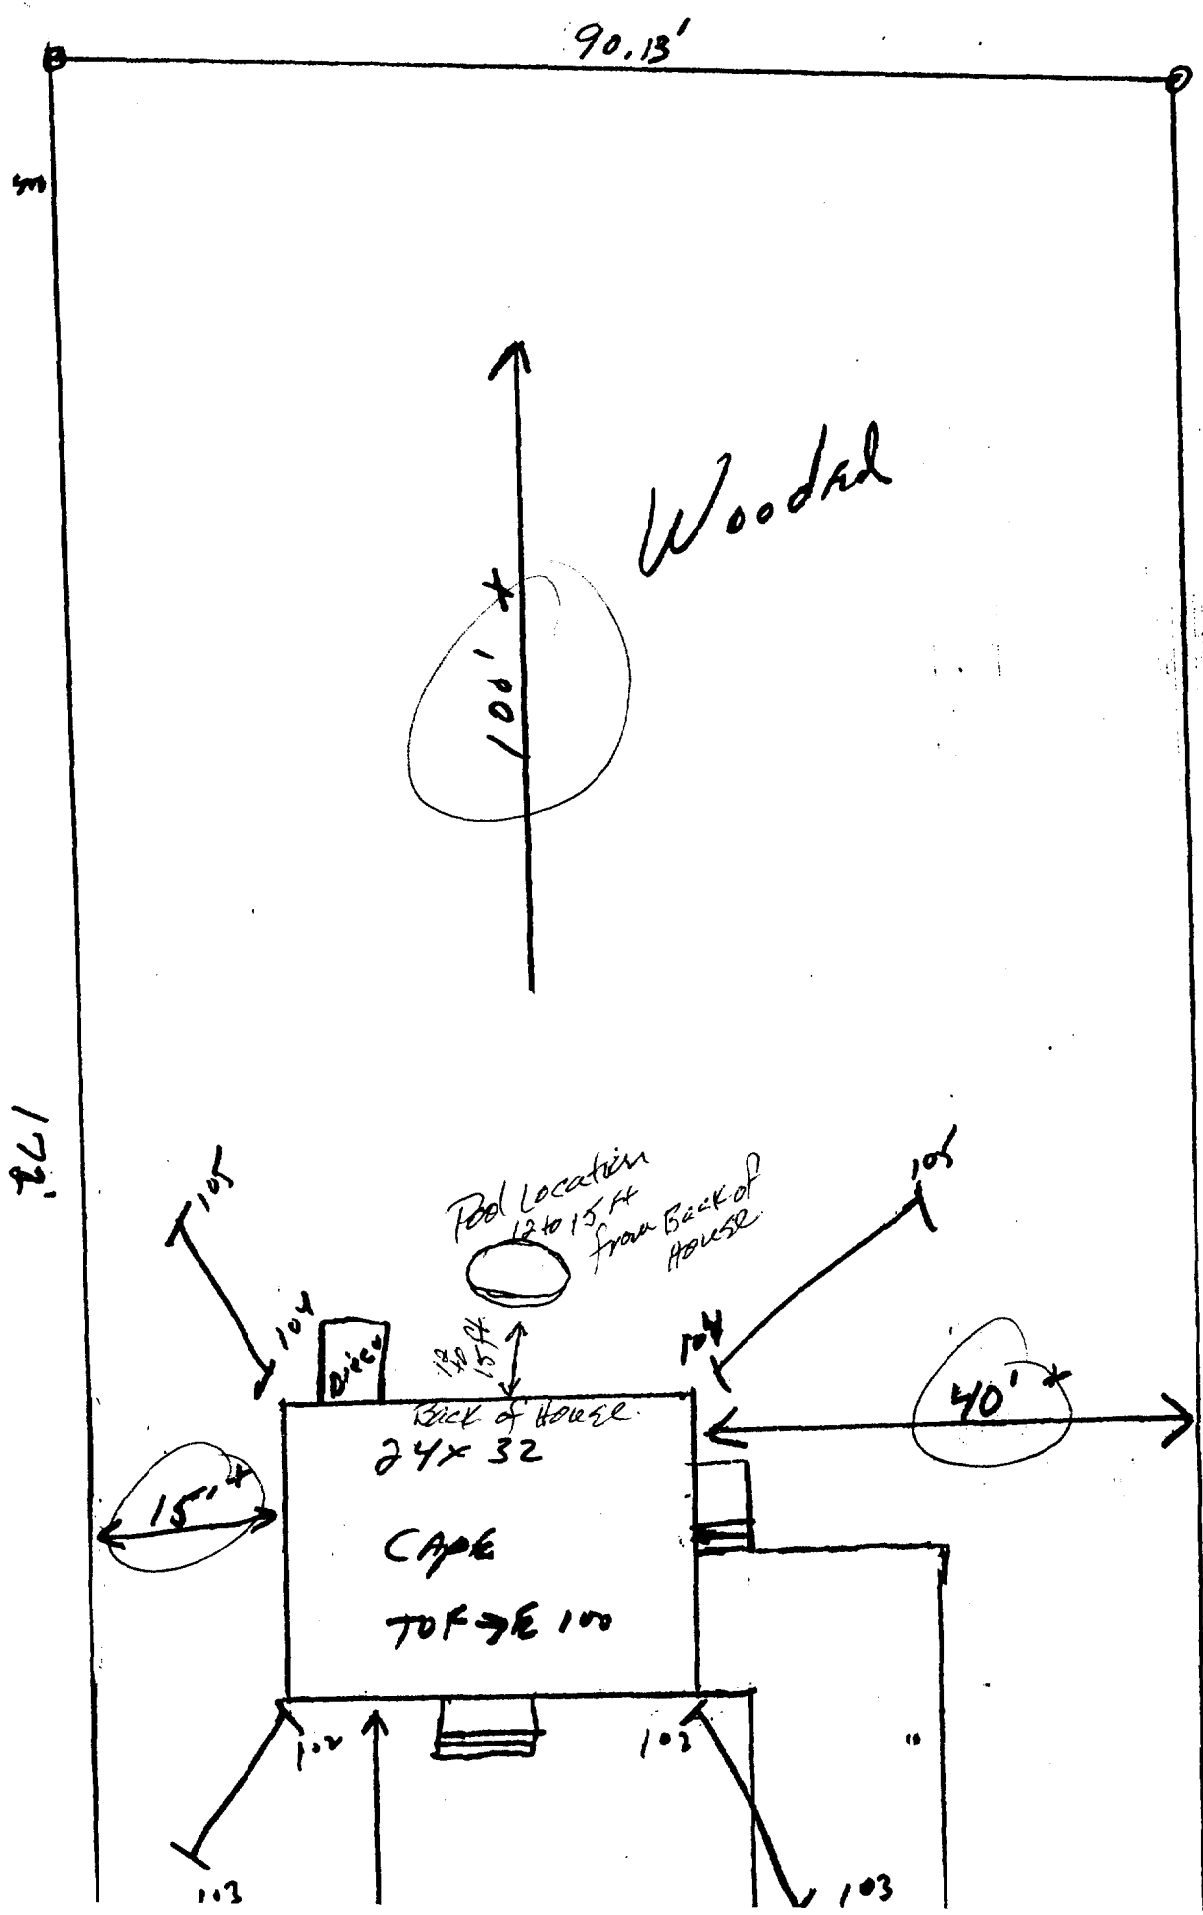 90.13'
Wooded
100' +
178'
105
105
Pool Location
12 to 15 ft
from Back of
House.
104
104
Deck
12
to
15 ft.
40' +
Back of House.
24 x 32
15' +
Cape
TOF → E 100
102
102
103
103